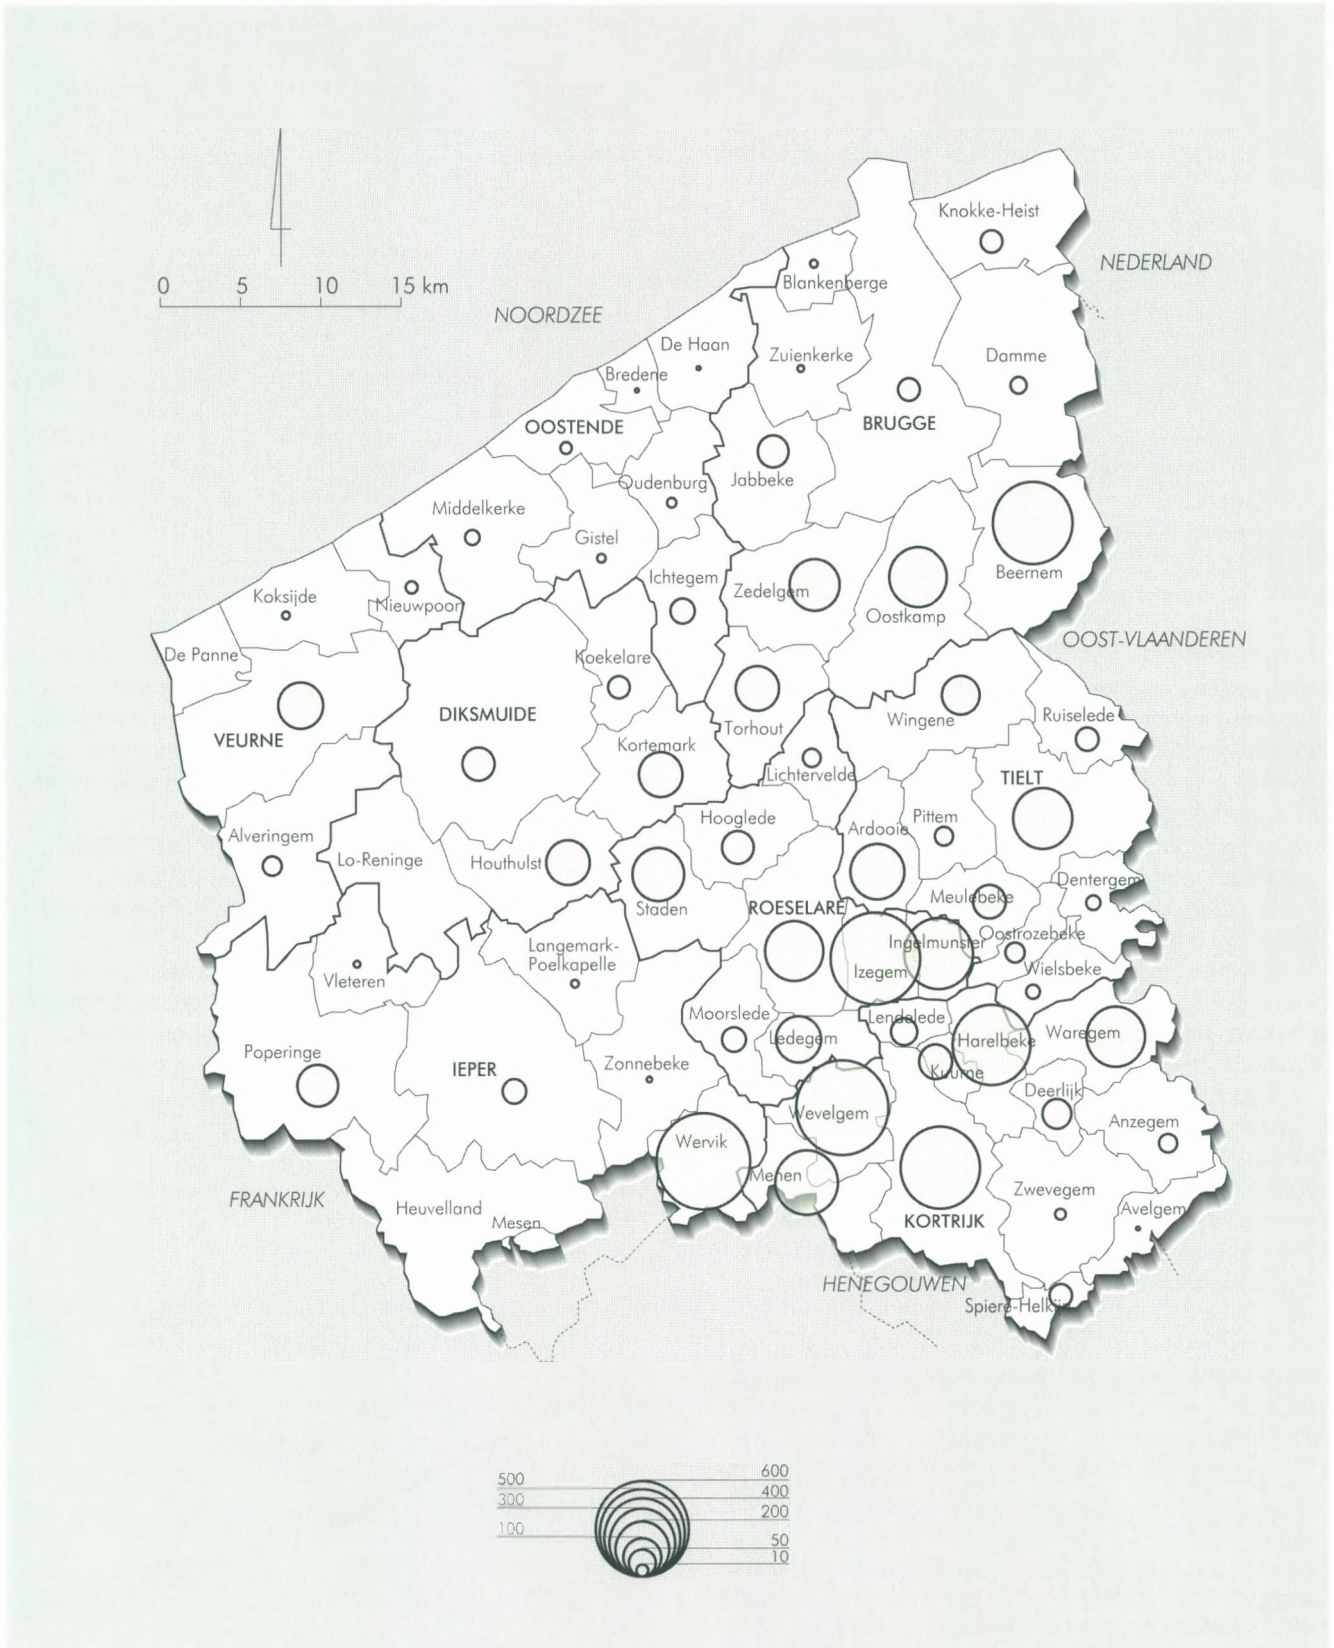 Knokke-Heist
NEDERLAND
Blankenberge
0 5 10 15 km
NOORDZEE
De Haan
Zuienkerke
Damme
Bredene
OOSTENDE
BRUGGE
Oudenburg
Jabbeke
Middelkerke
Gistel
Beernem
Ichtegem
Zedelgem
Koksijde
Nieuwpoort
Oostkamp
OOST-VLAANDEREN
De Panne
Koekelare
DIKSMUIDE
Wingene
Ruiselede
VEURNE
Torhout
Kortemark
Lichtervelde
TIELT
Hooglede
Pittem
Ardooie
Alveringem
Lo-Reninge
Houthulst
Dentergem
Meulebeke
Staden
ROESELARE
Oostrozebeke
Ingelmunster
Langemark-
Poelkapelle
Izegem
Wielsbeke
Vleteren
Moorslede
Lendelede
Waregem
Ledegem
Harelbeke
Poperinge
Zonnebeke
IEPER
Kuurne
Deerlijk
Wevelgem
Anzegem
Wervik
Menen
Zwevegem
FRANKRIJK
Heuvelland
Avelgem
Mesen
KORTRIJK
HENEGOUWEN
Spiere-Helkijn
600
500
400
300
200
100
50
10